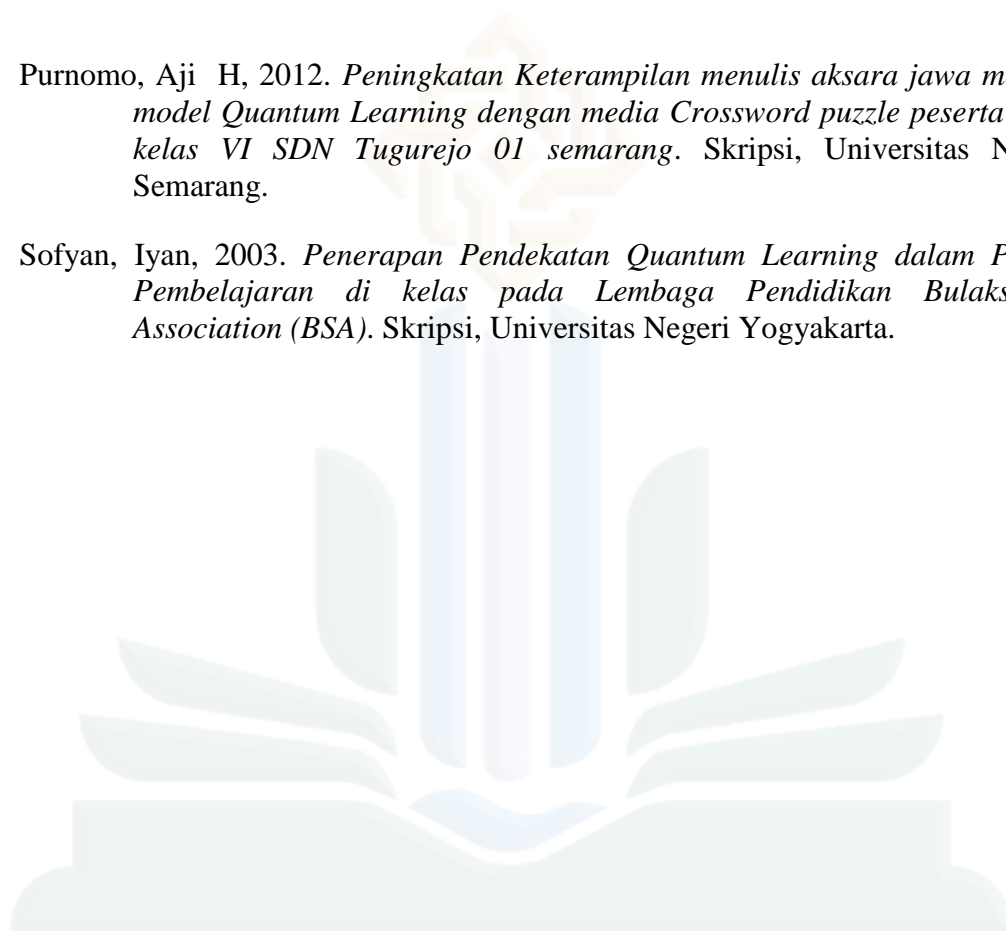 Purnomo, Aji H, 2012. Peningkatan Keterampilan menulis aksara jawa
model Quantum Learning dengan media Crossword puzzle peserta
kelas VI SDN Tugurejo 01 semarang. Skripsi, Universitas
Semarang.
Sofyan, Iyan, 2003. Penerapan Pendekatan Quantum Learning dalam
Pembelajaran di kelas pada Lembaga Pendidikan
Association (BSA). Skripsi, Universitas Negeri Yogyakarta.